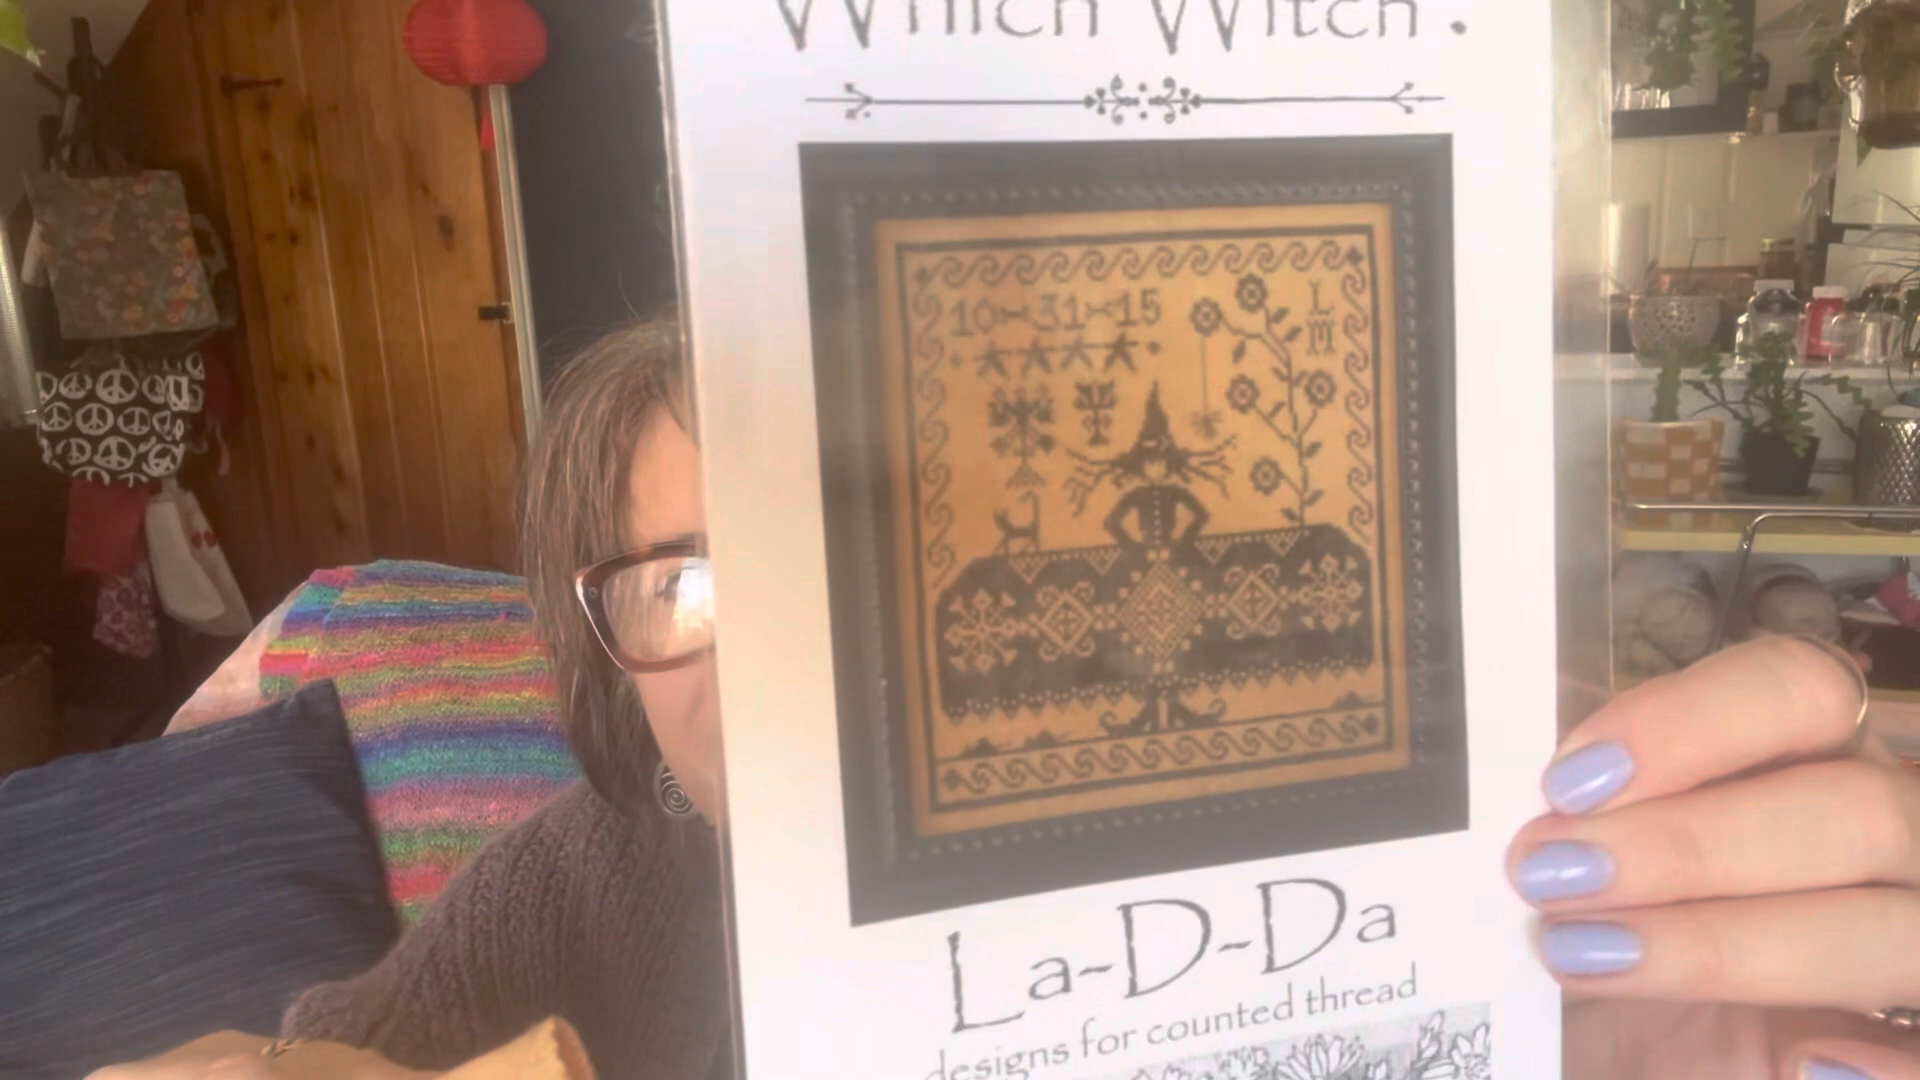 Which Witch.
10-31-15
L
M
La-D-Da
designs for counted thread